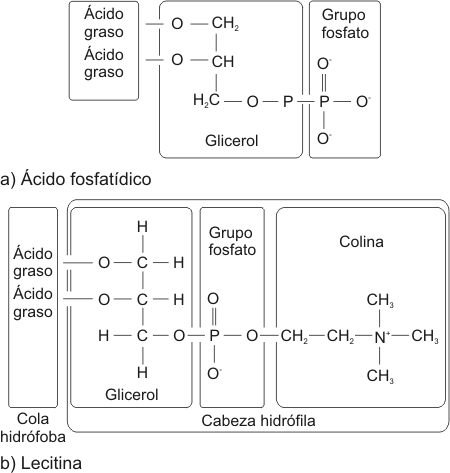 Ácido
graso
Ácido
graso
O
CH2
O
CH
H2C
O
P
P
O-
O-
O-
Glicerol
Grupo
fosfato
a) Ácido fosfatídico
Ácido
graso
Ácido
graso
H
O
C
H
O
C
H
H
C
O
H
Glicerol
Grupo
fosfato
O
P
O
O-
Colina
CH3
CH2
CH2
N+
CH3
CH3
Cola
hidrófoba
Cabeza hidrófila
b) Lecitina